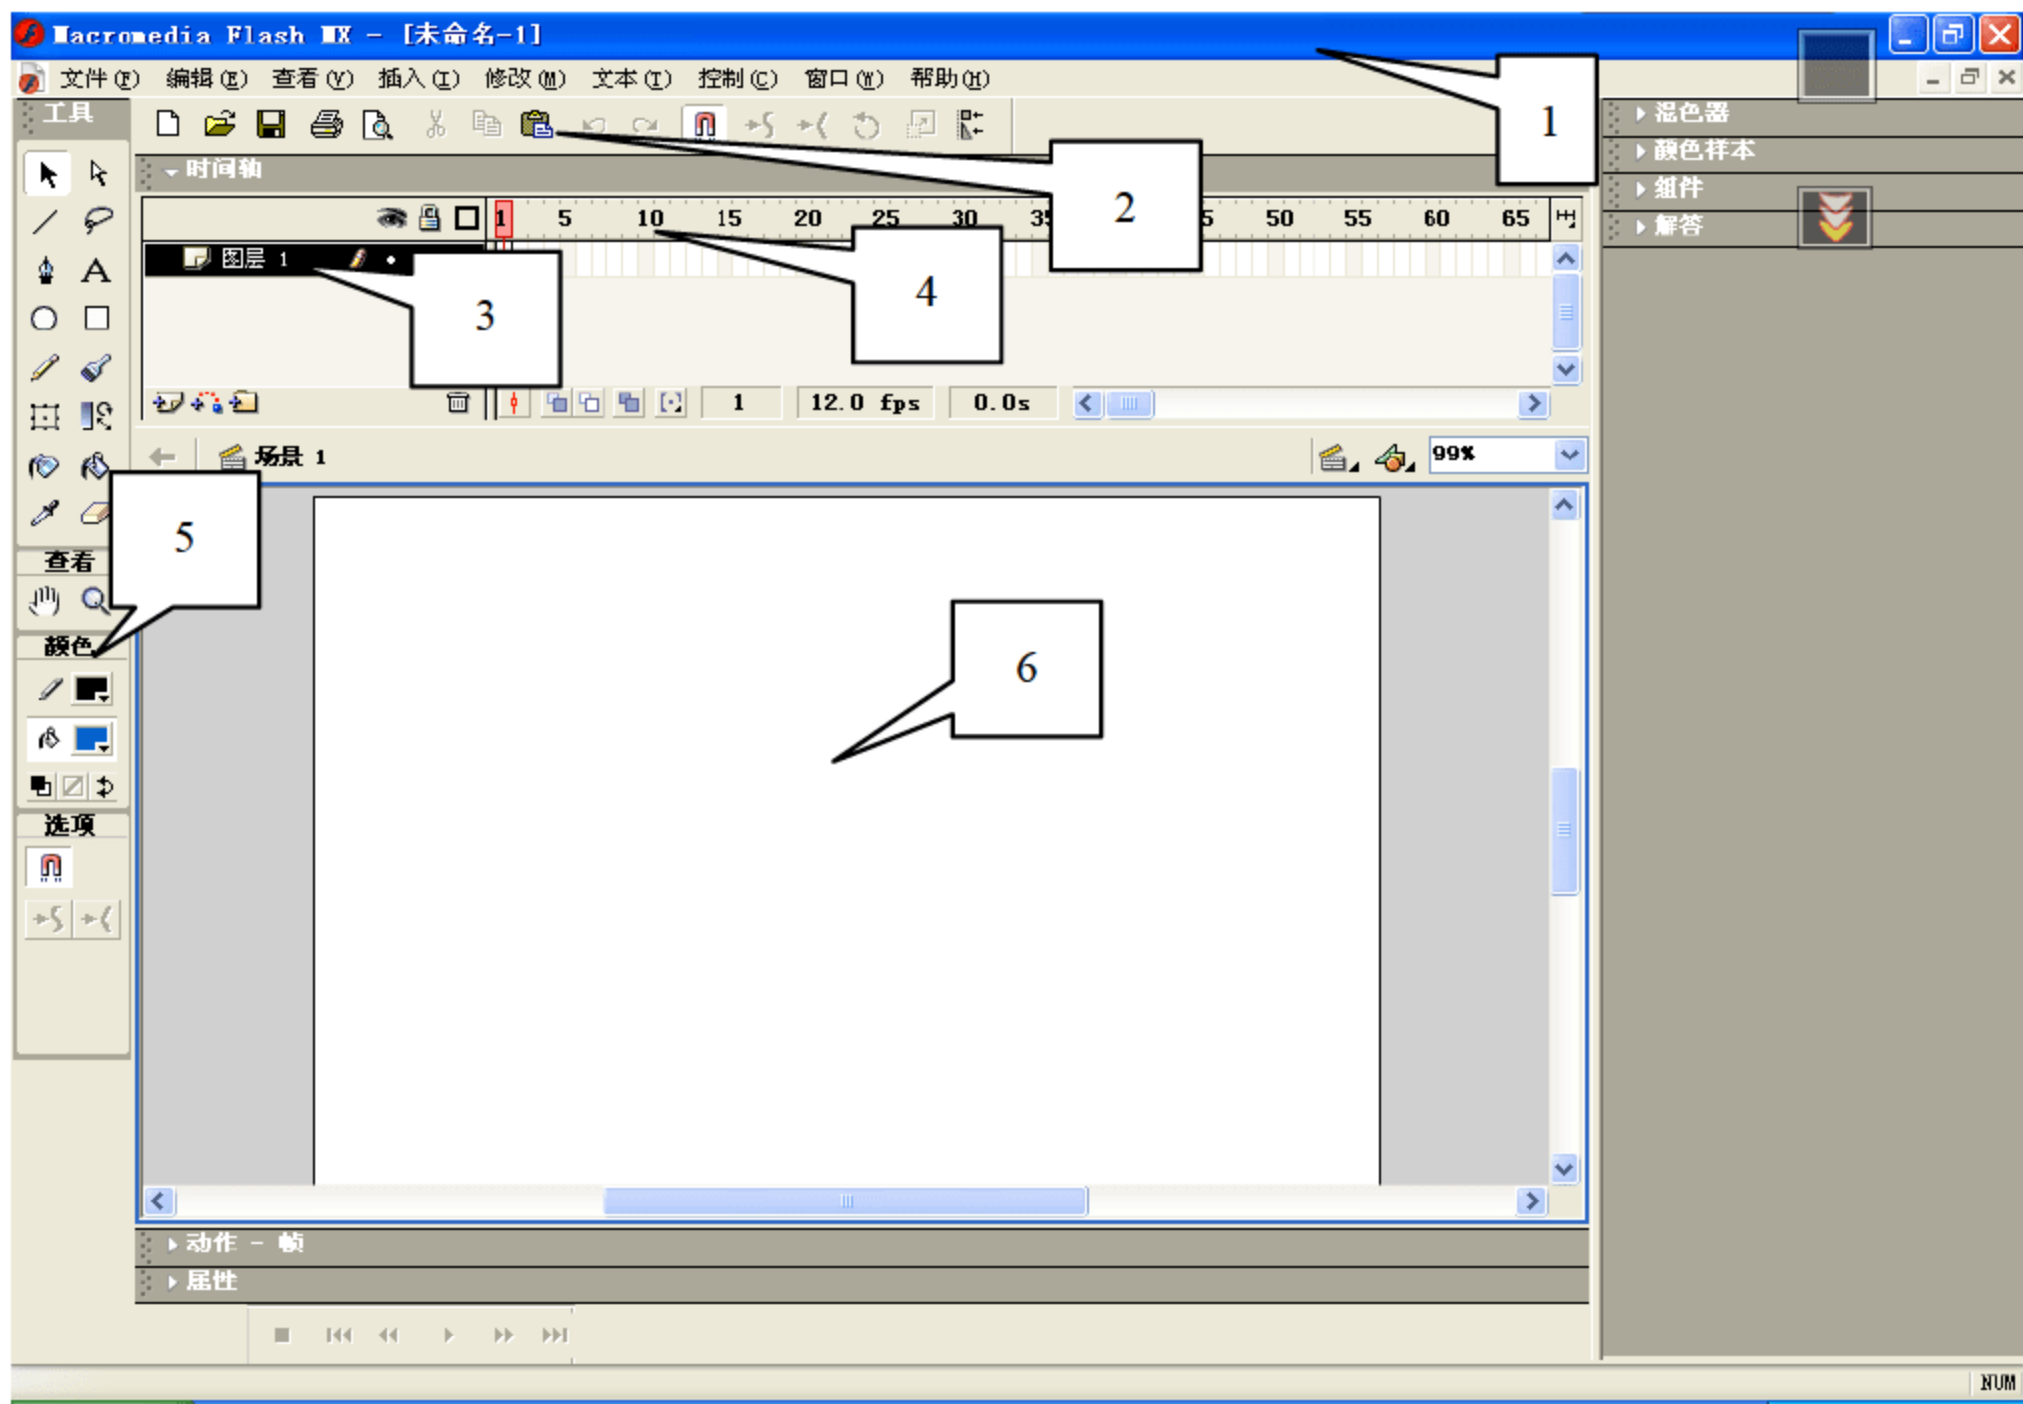 Macromedia Flash MX - [未命名-1]
文件(F) 编辑(E) 查看(V) 插入(I) 修改(M) 文本(T) 控制(C) 窗口(W) 帮助(H)
工具
1
混色器
颜色样本
组件
解答
时间轴
2
1 5 10 15 20 25 30 3 5 50 55 60 65
图层 1
3
4
1 12.0 fps 0.0s
场景 1
99%
5
查看
颜色
选项
6
动作 - 帧
属性
NUM